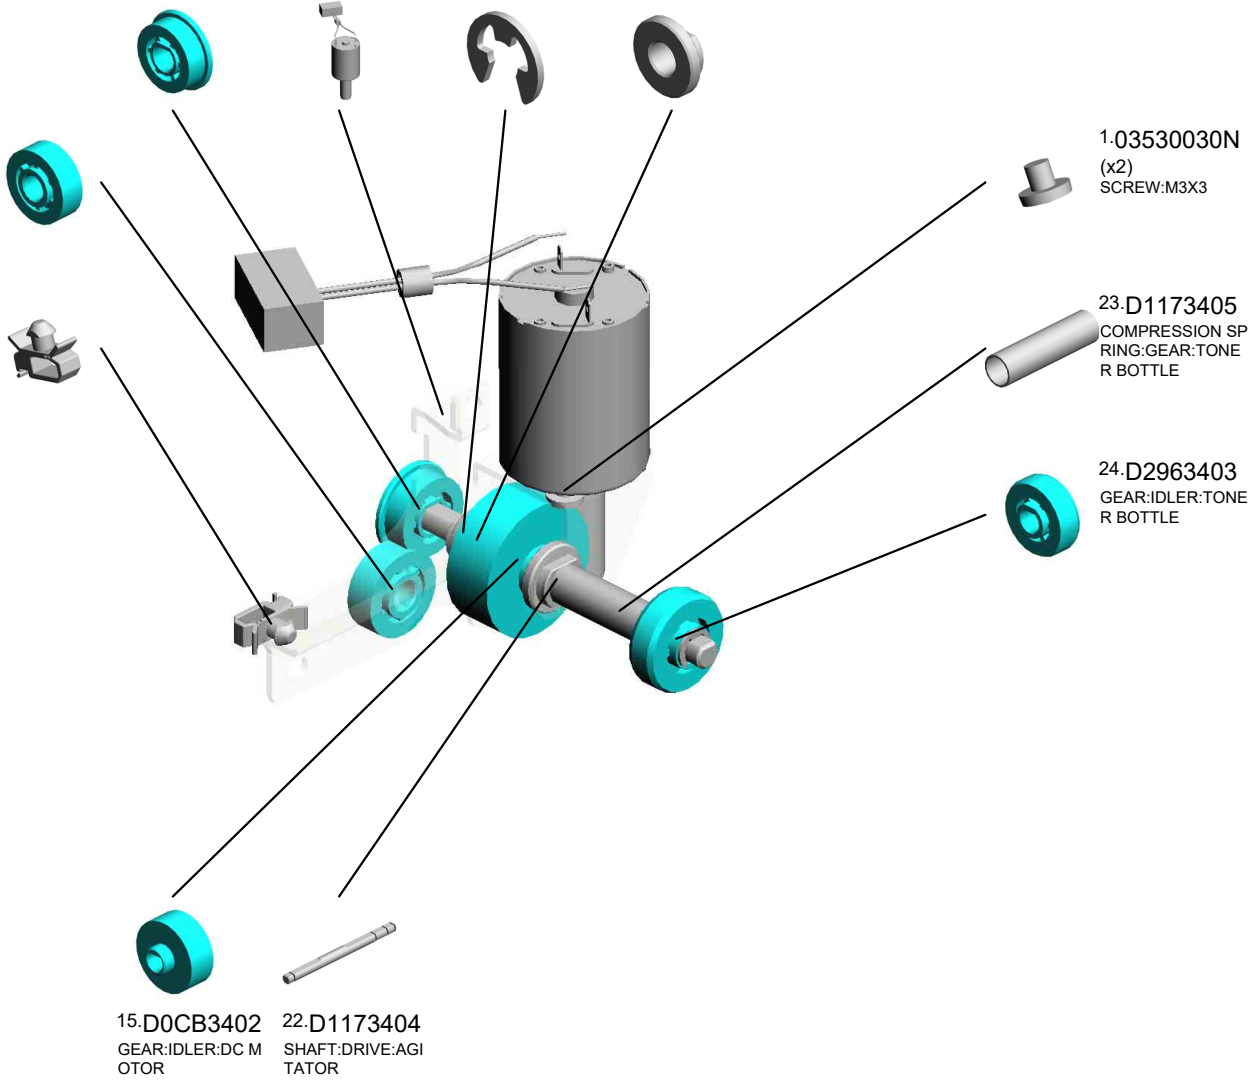 1.03530030N
(x2)
SCREW:M3X3
23.D1173405
COMPRESSION SP
RING:GEAR:TONE
R BOTTLE
24.D2963403
GEAR:IDLER:TONE
R BOTTLE
15.D0CB3402
GEAR:IDLER:DC M
OTOR
22.D1173404
SHAFT:DRIVE:AGI
TATOR